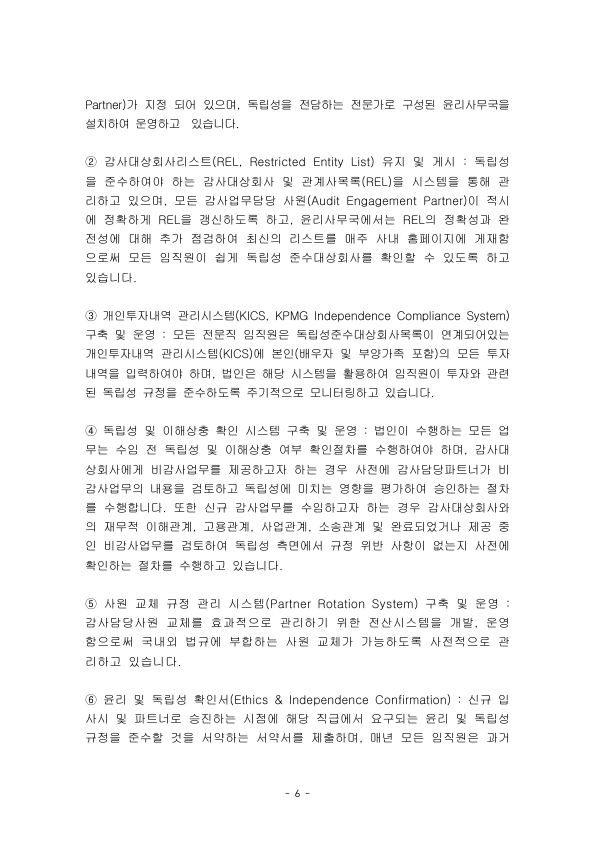 Partner)가 지정 되어 있으며, 독립성을 전담하는 전문가로 구성된 윤리사무국을
설치하여 운영하고 있습니다.
② 감사대상회사리스트(REL, Restricted Entity List) 유지 및 게시 : 독립성
을 준수하여야 하는 감사대상회사 및 관계사목록(REL)을 시스템을 통해 관
리하고 있으며, 모든 감사업무담당 사원(Audit Engagement Partner)이 적시
에 정확하게 REL을 갱신하도록 하고, 윤리사무국에서는 REL의 정확성과 완
전성에 대해 추가 점검하여 최신의 리스트를 매주 사내 홈페이지에 게재함
으로써 모든 임직원이 쉽게 독립성 준수대상회사를 확인할 수 있도록 하고
있습니다.
③ 개인투자내역 관리시스템(KICS, KPMG Independence Compliance System)
구축 및 운영 : 모든 전문직 임직원은 독립성준수대상회사목록이 연계되어있는
개인투자내역 관리시스템(KICS)에 본인(배우자 및 부양가족 포함)의 모든 투자
내역을 입력하여야 하며, 법인은 해당 시스템을 활용하여 임직원이 투자와 관련
된 독립성 규정을 준수하도록 주기적으로 모니터링하고 있습니다.
④ 독립성 및 이해상충 확인 시스템 구축 및 운영 : 법인이 수행하는 모든 업
무는 수임 전 독립성 및 이해상충 여부 확인절차를 수행하여야 하며, 감사대
상회사에게 비감사업무를 제공하고자 하는 경우 사전에 감사담당파트너가 비
감사업무의 내용을 검토하고 독립성에 미치는 영향을 평가하여 승인하는 절차
를 수행합니다. 또한 신규 감사업무를 수임하고자 하는 경우 감사대상회사와
의 재무적 이해관계, 고용관계, 사업관계, 소송관계 및 완료되었거나 제공 중
인 비감사업무를 검토하여 독립성 측면에서 규정 위반 사항이 없는지 사전에
확인하는 절차를 수행하고 있습니다.
⑤ 사원 교체 규정 관리 시스템(Partner Rotation System) 구축 및 운영 :
감사담당사원 교체를 효과적으로 관리하기 위한 전산시스템을 개발, 운영
함으로써 국내외 법규에 부합하는 사원 교체가 가능하도록 사전적으로 관
리하고 있습니다.
⑥ 윤리 및 독립성 확인서(Ethics & Independence Confirmation) : 신규 입
사시 및 파트너로 승진하는 시점에 해당 직급에서 요구되는 윤리 및 독립성
규정을 준수할 것을 서약하는 서약서를 제출하며, 매년 모든 임직원은 과거
- 6 -